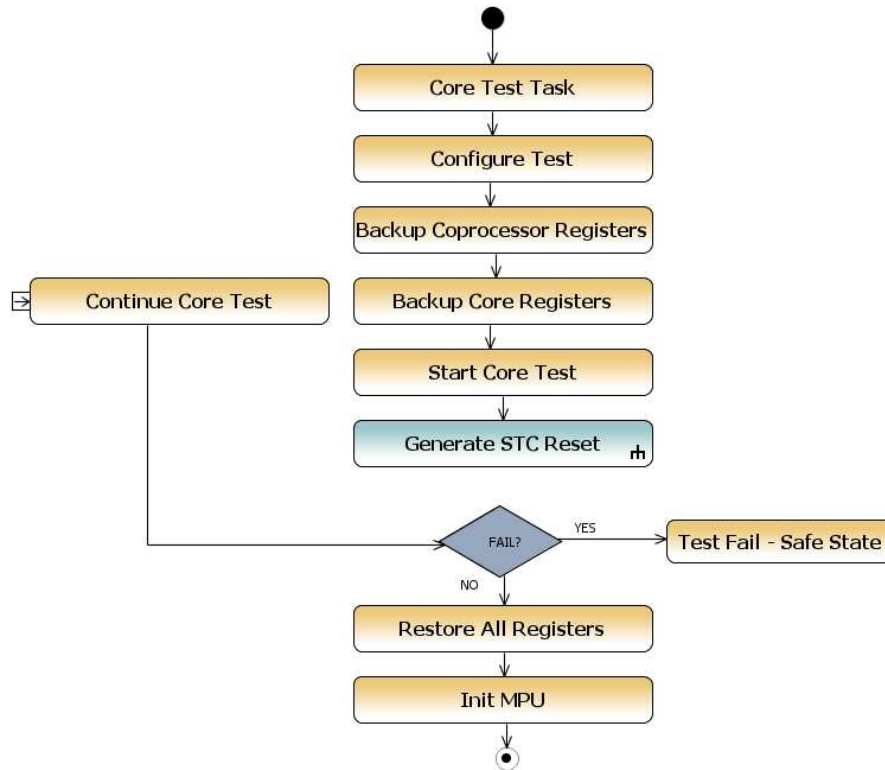 Core Test Task
Configure Test
Backup Coprocessor Registers
Continue Core Test
Backup Core Registers
Start Core Test
Generate STC Reset
FAIL?
YES
Test Fail - Safe State
NO
Restore All Registers
Init MPU